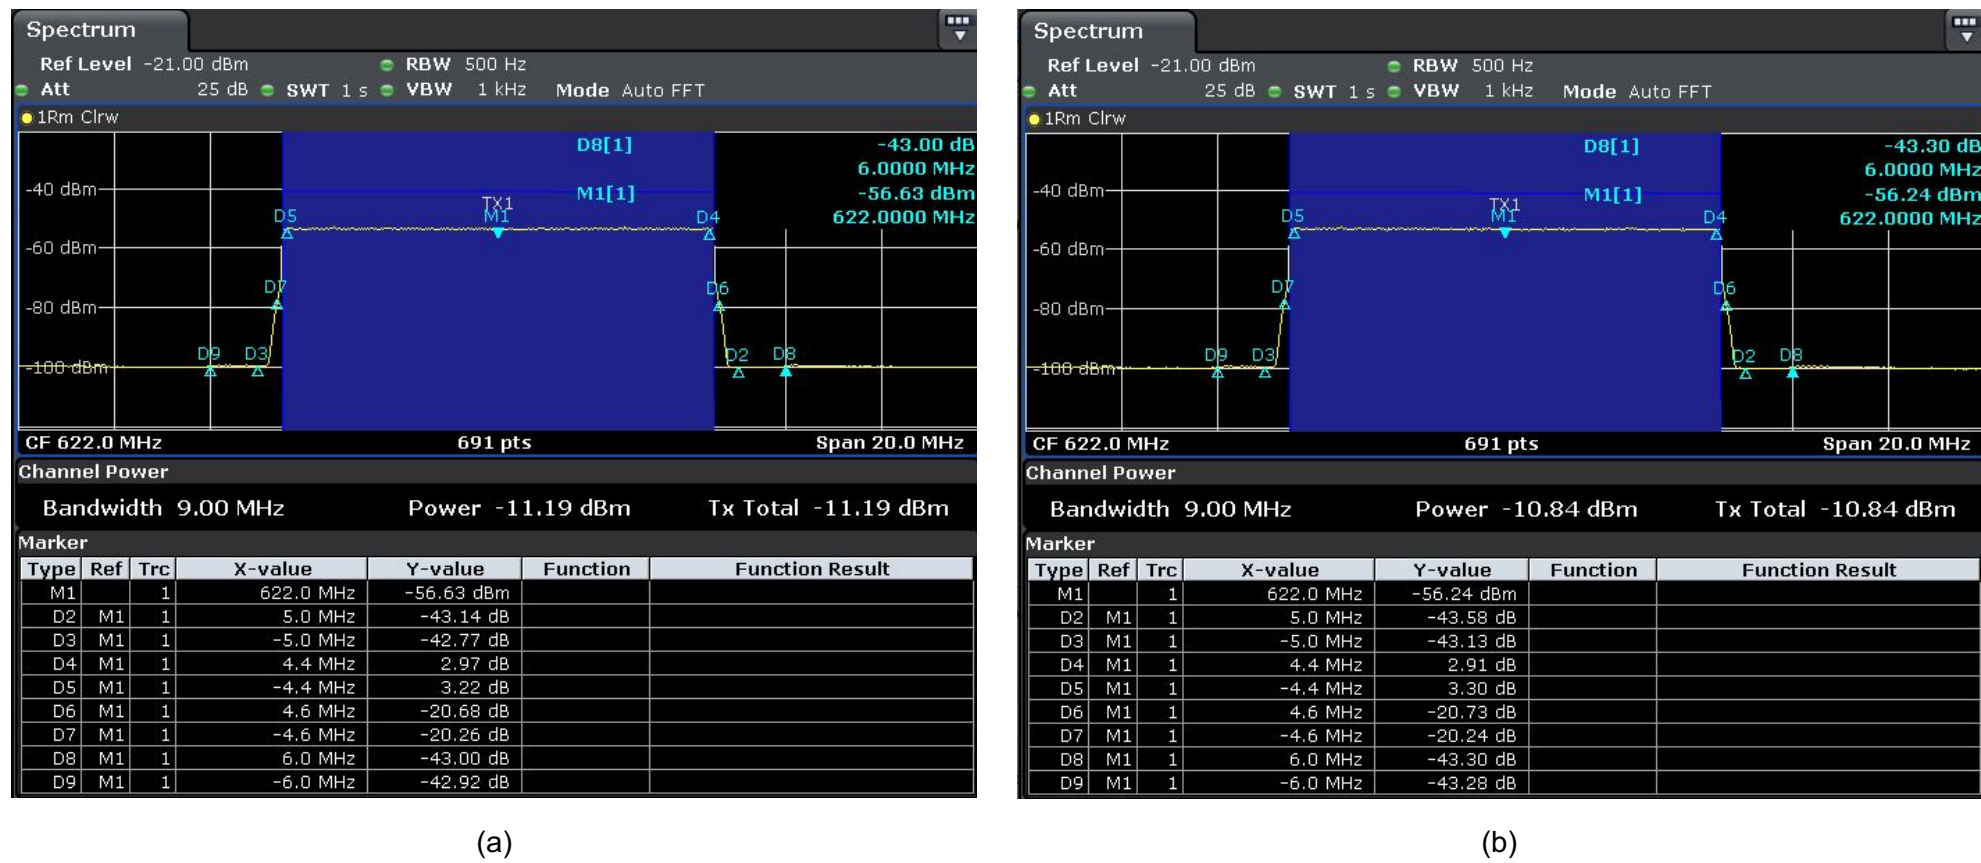 Spectrum
Ref Level -21.00 dBm RBW 500 Hz
Att 25 dB SWT 1 s VBW 1 kHz Mode Auto FFT
1Rm Clrw
D8[1] -43.00 dB
6.0000 MHz
M1[1] -56.63 dBm
622.0000 MHz
-40 dBm
-60 dBm
-80 dBm
-100 dBm
TX1
D5 M1 D4
D7 D6
D9 D3 D2 D8
CF 622.0 MHz 691 pts Span 20.0 MHz
Channel Power
Bandwidth 9.00 MHz Power -11.19 dBm Tx Total -11.19 dBm
Marker
Type Ref Trc X-value Y-value Function Function Result
M1 1 622.0 MHz -56.63 dBm
D2 M1 1 5.0 MHz -43.14 dB
D3 M1 1 -5.0 MHz -42.77 dB
D4 M1 1 4.4 MHz 2.97 dB
D5 M1 1 -4.4 MHz 3.22 dB
D6 M1 1 4.6 MHz -20.68 dB
D7 M1 1 -4.6 MHz -20.26 dB
D8 M1 1 6.0 MHz -43.00 dB
D9 M1 1 -6.0 MHz -42.92 dB
(a)
Spectrum
Ref Level -21.00 dBm RBW 500 Hz
Att 25 dB SWT 1 s VBW 1 kHz Mode Auto FFT
1Rm Clrw
D8[1] -43.30 dB
6.0000 MHz
M1[1] -56.24 dBm
622.0000 MHz
-40 dBm
-60 dBm
-80 dBm
-100 dBm
TX1
D5 M1 D4
D7 D6
D9 D3 D2 D8
CF 622.0 MHz 691 pts Span 20.0 MHz
Channel Power
Bandwidth 9.00 MHz Power -10.84 dBm Tx Total -10.84 dBm
Marker
Type Ref Trc X-value Y-value Function Function Result
M1 1 622.0 MHz -56.24 dBm
D2 M1 1 5.0 MHz -43.58 dB
D3 M1 1 -5.0 MHz -43.13 dB
D4 M1 1 4.4 MHz 2.91 dB
D5 M1 1 -4.4 MHz 3.30 dB
D6 M1 1 4.6 MHz -20.73 dB
D7 M1 1 -4.6 MHz -20.24 dB
D8 M1 1 6.0 MHz -43.30 dB
D9 M1 1 -6.0 MHz -43.28 dB
(b)